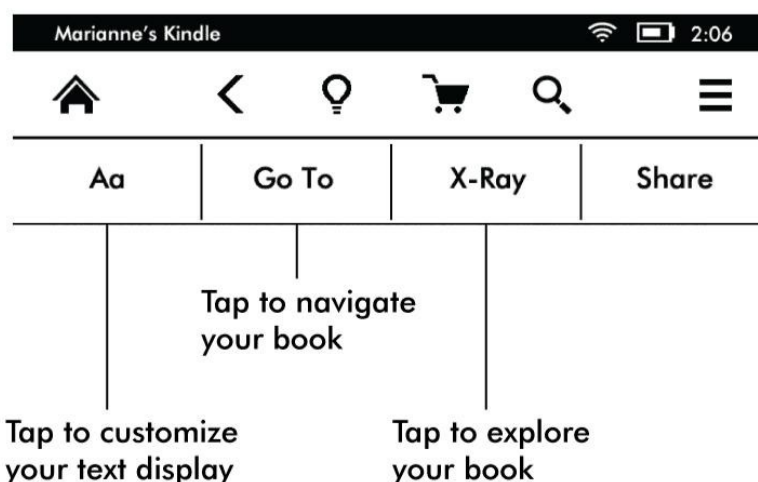 Marianne's Kindle 2:06
Aa Go To X-Ray Share
Tap to navigate
your book
Tap to customize
your text display
Tap to explore
your book